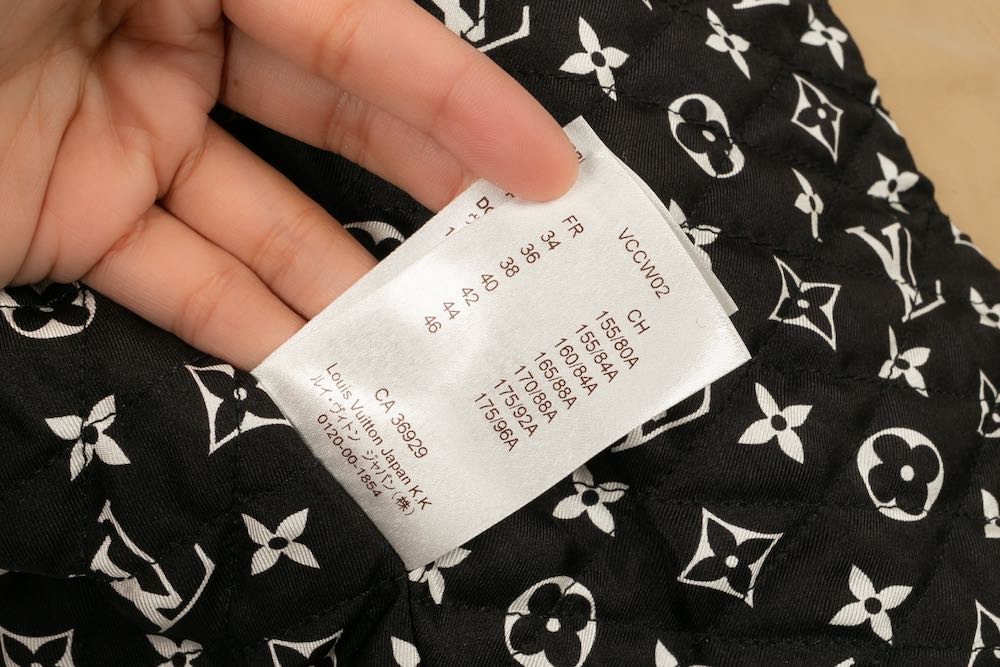 VCCW02
FR CH
34 155/80A
36 155/84A
38 160/84A
40 165/88A
42 170/88A
44 175/92A
46 175/96A
CA 36929
Louis Vuitton Japan K.K
ルイ・ヴィトン ジャパン(株)
0120-00-1854